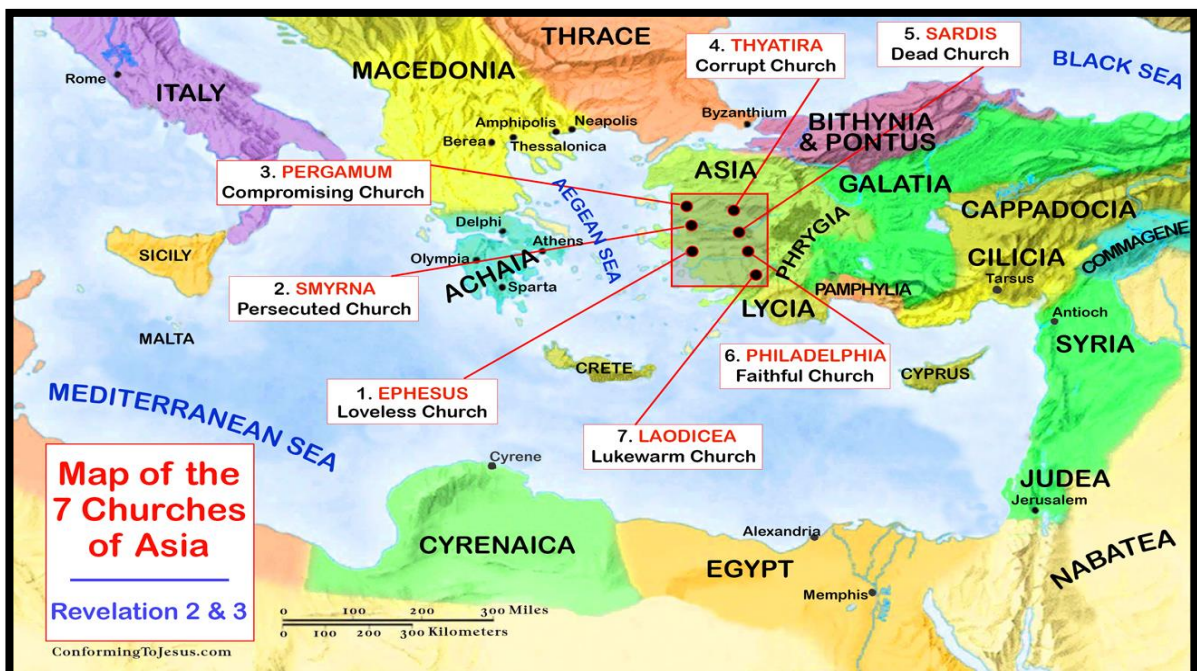 THRACE
4. THYATIRA
Corrupt Church
5. SARDIS
Dead Church
BLACK SEA
Rome
ITALY
MACEDONIA
Byzanthium
BITHYNIA
& PONTUS
Amphipolis
Neapolis
Berea
Thessalonica
3. PERGAMUM
Compromising Church
ASIA
GALATIA
AEGEAN SEA
PHRYGIA
CAPPADOCIA
COMMAGENE
Delphi
Athens
Olympia
ACHAIA
Sparta
SICILY
CILICIA
Tarsus
2. SMYRNA
Persecuted Church
PAMPHYLIA
LYCIA
Antioch
SYRIA
MALTA
CRETE
6. PHILADELPHIA
Faithful Church
CYPRUS
1. EPHESUS
Loveless Church
MEDITERRANEAN SEA
7. LAODICEA
Lukewarm Church
Cyrene
JUDEA
Jerusalem
Map of the
7 Churches
of Asia
Revelation 2 & 3
CYRENAICA
Alexandria
EGYPT
NABATEA
Memphis
0 100 200 300 Miles
0 100 200 300 Kilometers
ConformingToJesus.com